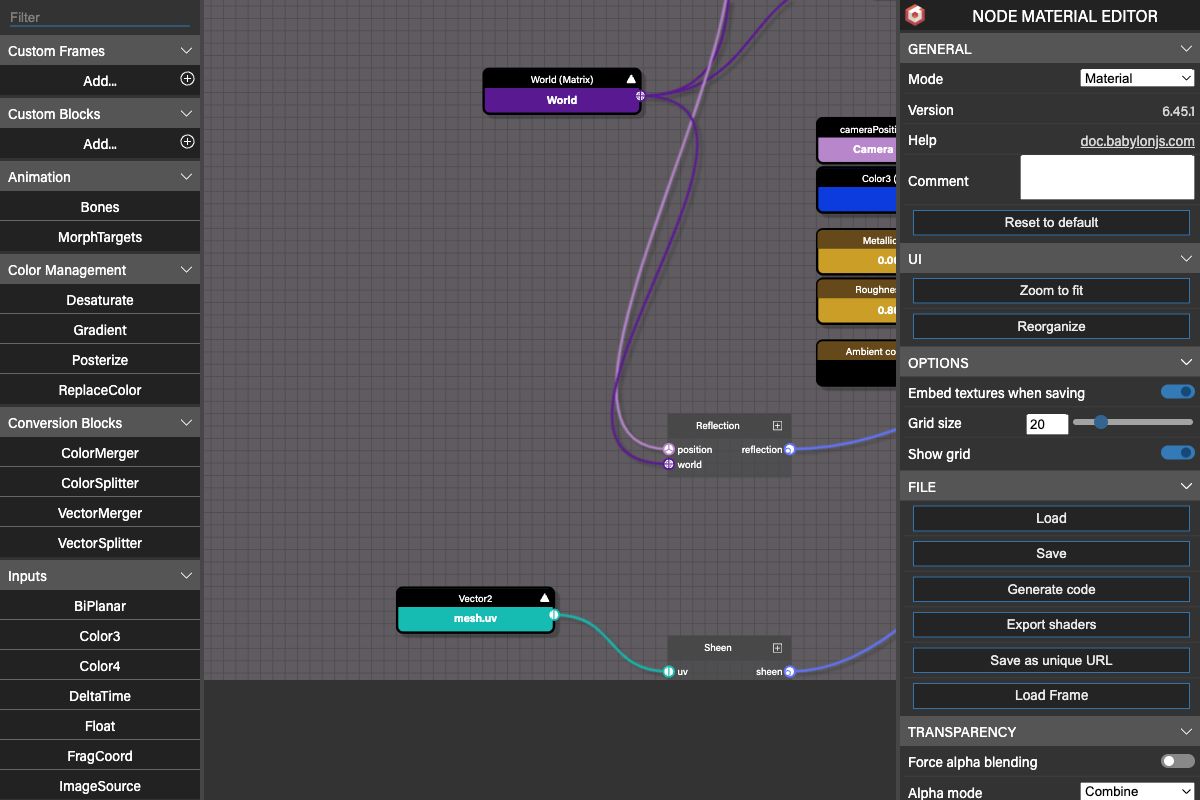 Filter
Custom Frames
Add...
Custom Blocks
Add...
Animation
Bones
MorphTargets
Color Management
Desaturate
Gradient
Posterize
ReplaceColor
Conversion Blocks
ColorMerger
ColorSplitter
VectorMerger
VectorSplitter
Inputs
BiPlanar
Color3
Color4
DeltaTime
Float
FragCoord
ImageSource
World (Matrix)
World
cameraPositi
Camera
Color3 (
Metallic
0.00
Roughnes
0.80
Ambient co
Reflection
position reflection
world
Vector2
mesh.uv
Sheen
uv sheen
NODE MATERIAL EDITOR
GENERAL
Mode Material
Version 6.45.1
Help doc.babylonjs.com
Comment
Reset to default
UI
Zoom to fit
Reorganize
OPTIONS
Embed textures when saving
Grid size 20
Show grid
FILE
Load
Save
Generate code
Export shaders
Save as unique URL
Load Frame
TRANSPARENCY
Force alpha blending
Alpha mode Combine